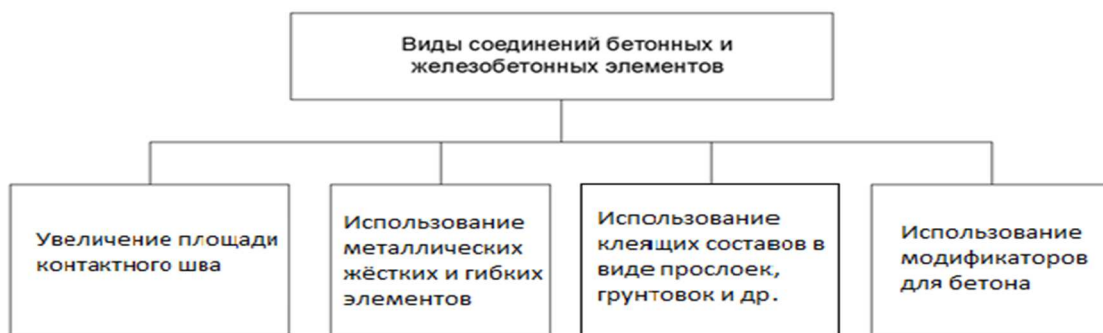 Виды соединений бетонных и
железобетонных элементов
Увеличение площади
контактного шва
Использование
металлических
жёстких и гибких
элементов
Использование
клеящих составов в
виде прослоек,
грунтовок и др.
Использование
модификаторов
для бетона